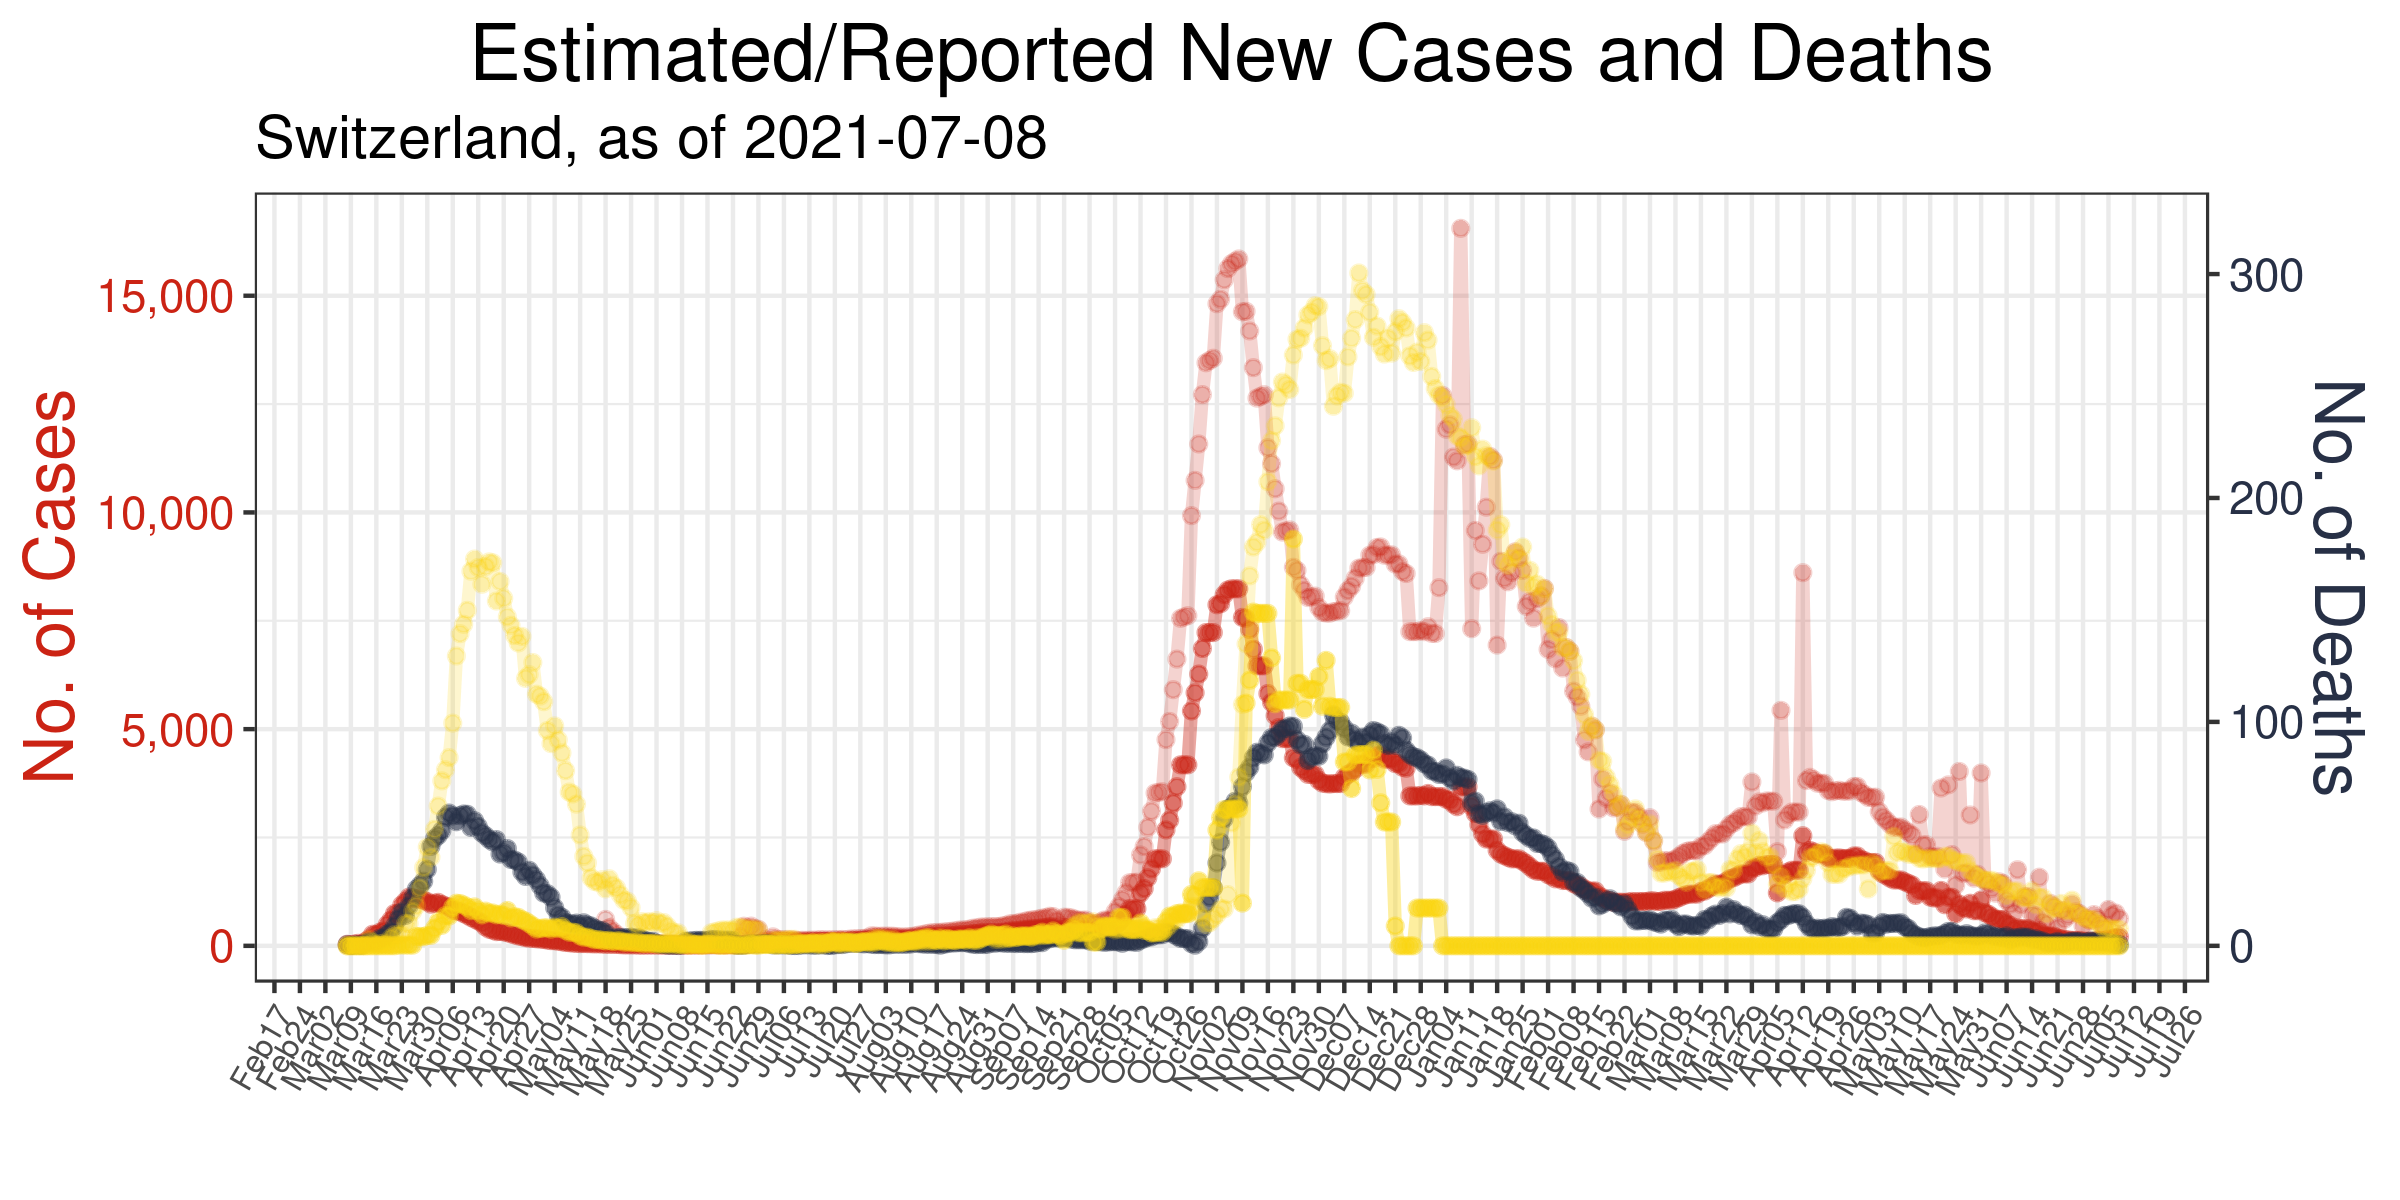 Estimated/Reported New Cases and Deaths
Switzerland, as of 2021-07-08
No. of Cases
15,000
10,000
5,000
0
300
200
100
0
No. of Deaths
Feb17
Feb24
Mar02
Mar09
Mar16
Mar23
Mar30
Apr06
Apr13
Apr20
Apr27
May04
May11
May18
May25
Jun01
Jun08
Jun15
Jun22
Jun29
Jul06
Jul13
Jul20
Jul27
Aug03
Aug10
Aug17
Aug24
Aug31
Sep07
Sep14
Sep21
Sep28
Oct05
Oct12
Oct19
Oct26
Nov02
Nov09
Nov16
Nov23
Nov30
Dec07
Dec14
Dec21
Dec28
Jan04
Jan11
Jan18
Jan25
Feb01
Feb08
Feb15
Feb22
Mar01
Mar08
Mar15
Mar22
Mar29
Apr05
Apr12
Apr19
Apr26
May03
May10
May17
May24
May31
Jun07
Jun14
Jun21
Jun28
Jul05
Jul12
Jul19
Jul26